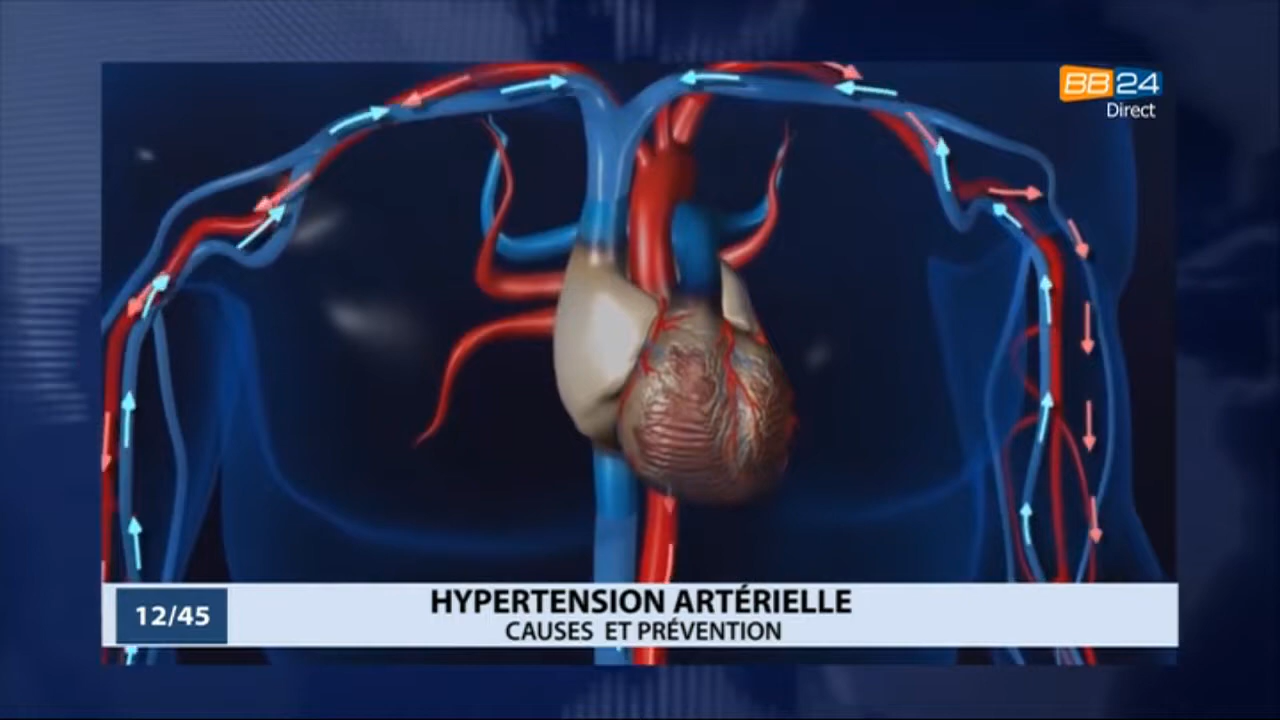 BB24
Direct
12/45
HYPERTENSION ARTÉRIELLE
CAUSES ET PRÉVENTION